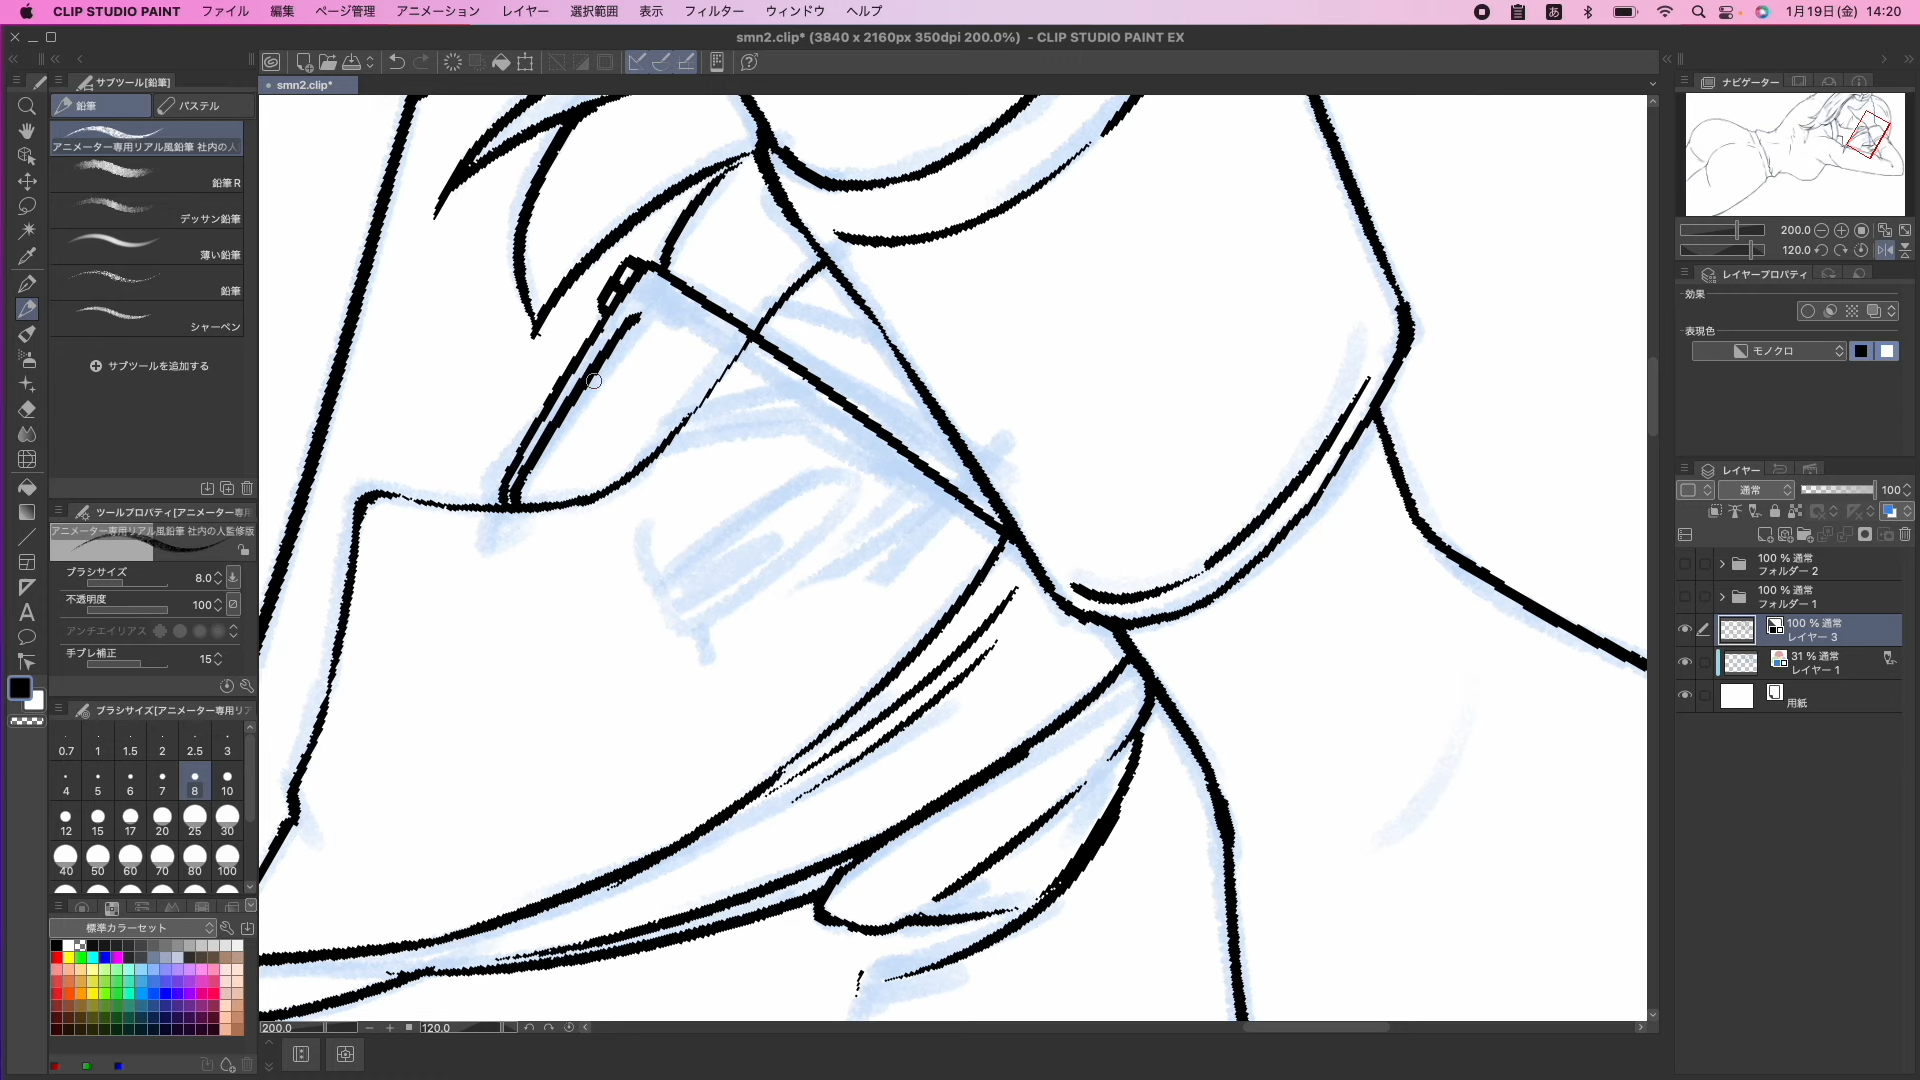 CLIP STUDIO PAINT ファイル 編集 ページ管理 アニメーション レイヤー 選択範囲 表示 フィルター ウィンドウ ヘルプ あ 1月19日(金) 14:20
smn2.clip* (3840 x 2160px 350dpi 200.0%) - CLIP STUDIO PAINT EX
smn2.clip*
サブツール[鉛筆]
鉛筆 パステル
アニメーター専用リアル風鉛筆 社内の人
鉛筆R
デッサン鉛筆
薄い鉛筆
鉛筆
シャーペン
サブツールを追加する
ツールプロパティ[アニメーター専用
アニメーター専用リアル風鉛筆 社内の人監修版
ブラシサイズ 8.0
不透明度 100
アンチエイリアス
手ブレ補正 15
ブラシサイズ[アニメーター専用リア
0.7 1 1.5 2 2.5 3
4 5 6 7 8 10
12 15 17 20 25 30
40 50 60 70 80 100
標準カラーセット
200.0 120.0
ナビゲーター
200.0
120.0
レイヤープロパティ
効果
表現色
モノクロ
レイヤー
通常 100
100 % 通常
フォルダー 2
100 % 通常
フォルダー 1
100 % 通常
レイヤー 3
31 % 通常
レイヤー 1
用紙